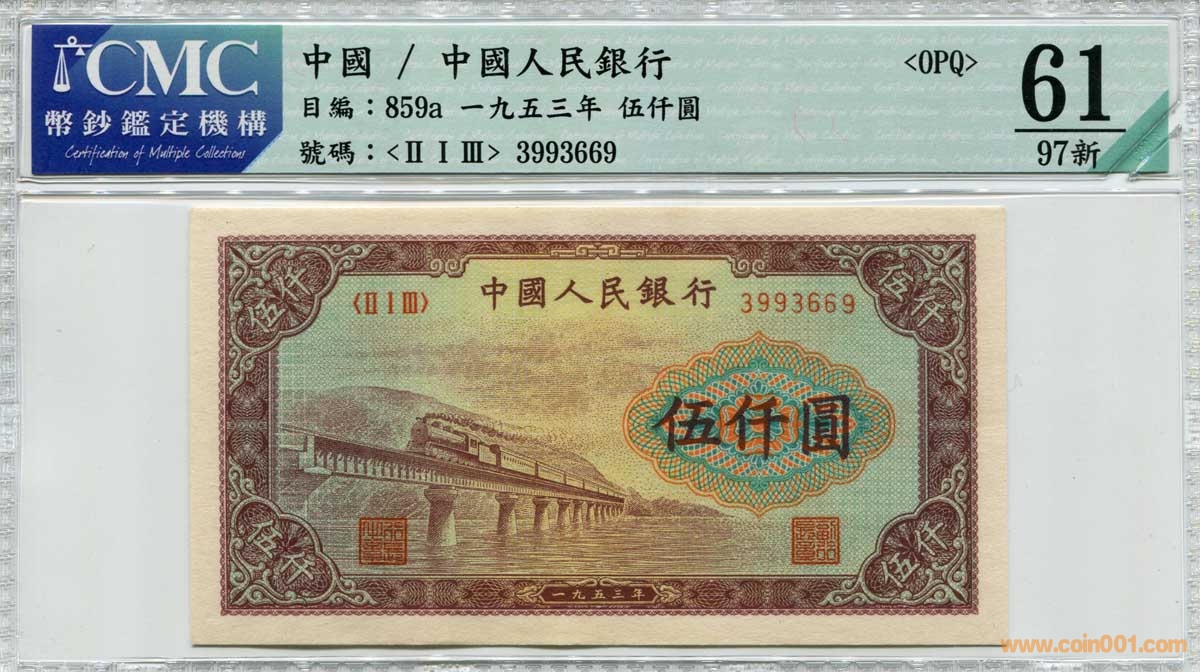 CMC
幣鈔鑑定機構
Certification of Multiple Collections
中國 / 中國人民銀行
目編：859a 一九五三年 伍仟圓
號碼：<Ⅱ Ⅰ Ⅲ> 3993669
<OPQ>
61
97新
伍仟
伍仟
中國人民銀行
〈Ⅱ Ⅰ Ⅲ〉
3993669
伍仟圓
伍仟
伍仟
一九五三年
www.coin001.com